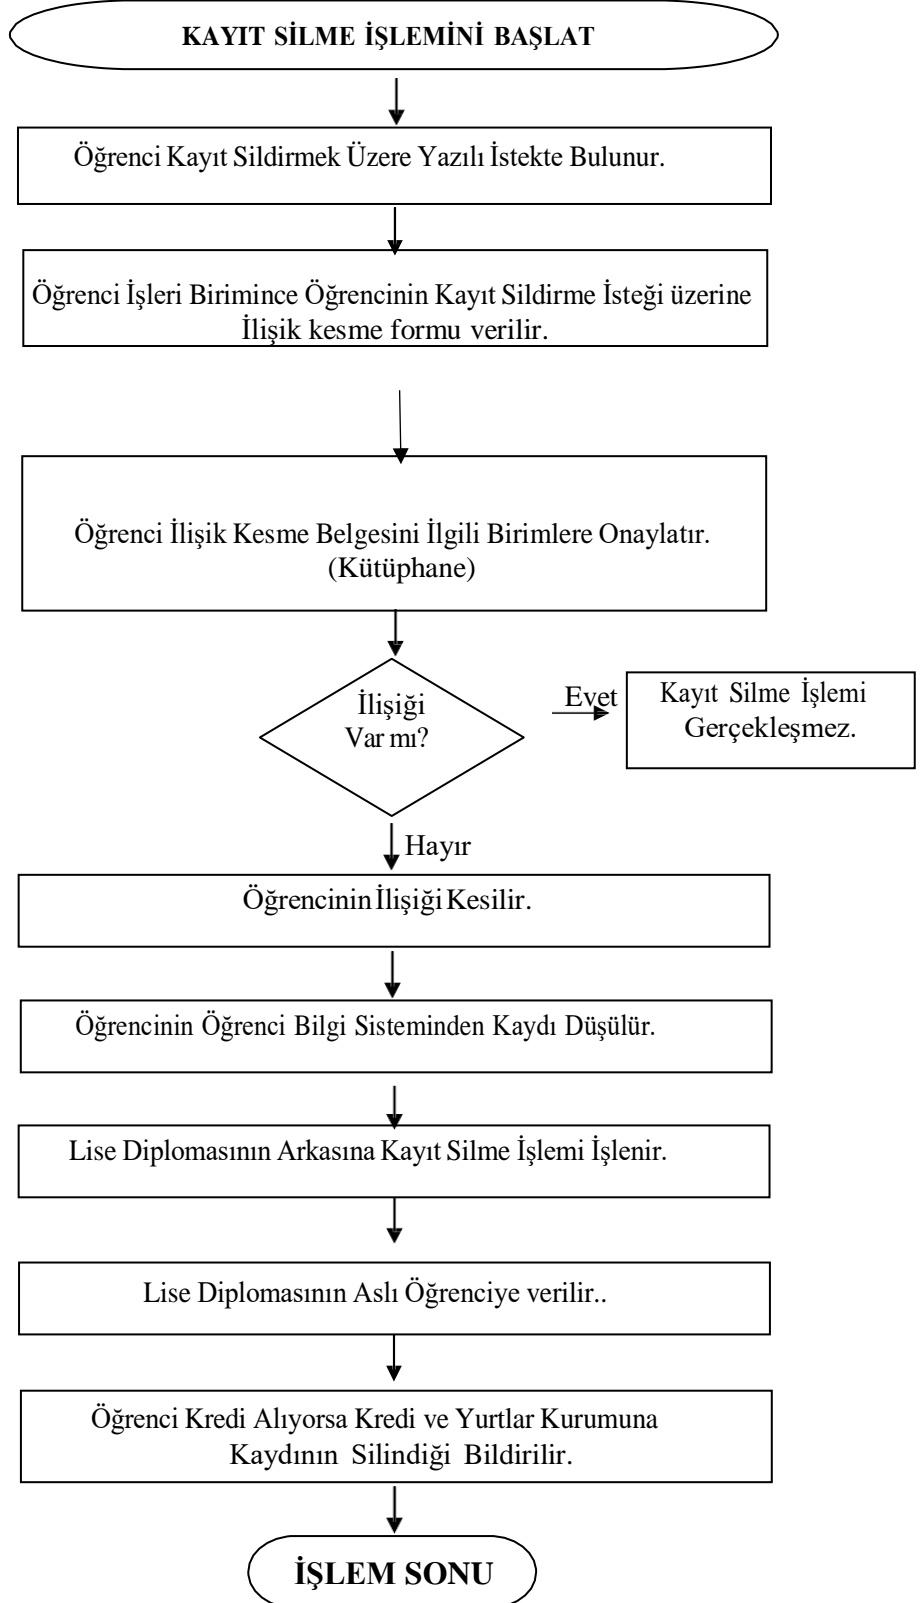 KAYIT SİLME İŞLEMİNİ BAŞLAT
Öğrenci Kayıt Sildirmek Üzere Yazılı İstekte Bulunur.
Öğrenci İşleri Birimince Öğrencinin Kayıt Sildirme İsteği üzerine
İlişik kesme formu verilir.
Öğrenci İlişik Kesme Belgesini İlgili Birimlere Onaylatır.
(Kütüphane)
İlişiği
Var mı?
Evet
Kayıt Silme İşlemi
Gerçekleşmez.
Hayır
Öğrencinin İlişiği Kesilir.
Öğrencinin Öğrenci Bilgi Sisteminden Kaydı Düşülür.
Lise Diplomasının Arkasına Kayıt Silme İşlemi İşlenir.
Lise Diplomasının Aslı Öğrenciye verilir..
Öğrenci Kredi Alıyorsa Kredi ve Yurtlar Kurumuna
Kaydının Silindiği Bildirilir.
İŞLEM SONU